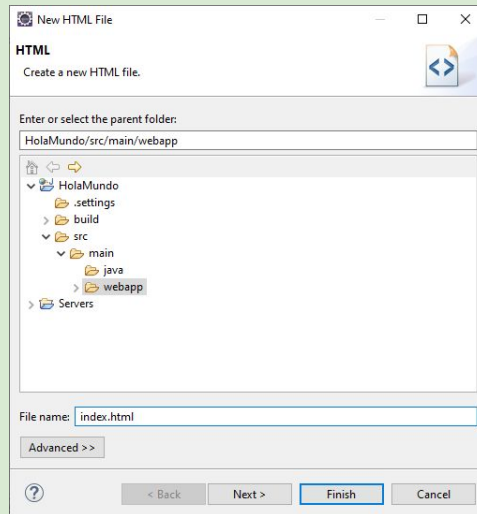 New HTML File
HTML
Create a new HTML file.
Enter or select the parent folder:
HolaMundo/src/main/webapp
HolaMundo
.settings
build
src
main
java
webapp
Servers
File name: index.html
Advanced >>
? < Back Next > Finish Cancel